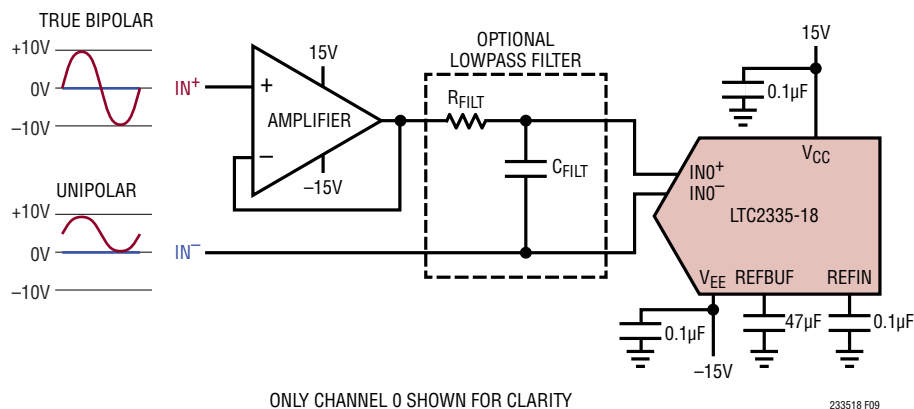 TRUE BIPOLAR
+10V
0V
–10V
IN+
UNIPOLAR
+10V
0V
–10V
IN–
15V
+
AMPLIFIER
–
–15V
OPTIONAL
LOWPASS FILTER
RFILT
CFILT
15V
0.1µF
VCC
IN0+
IN0–
LTC2335-18
VEE REFBUF REFIN
0.1µF
–15V
47µF
0.1µF
ONLY CHANNEL 0 SHOWN FOR CLARITY
233518 F09